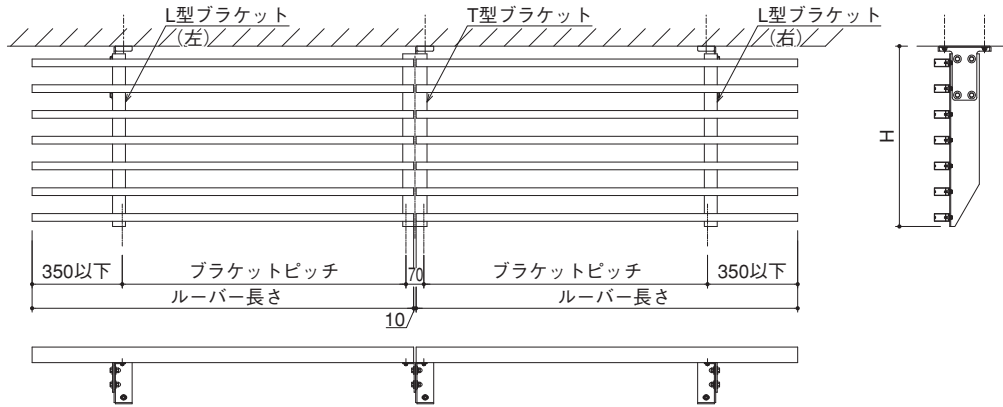 L型ブラケット
(左)
T型ブラケット
L型ブラケット
(右)
H
350以下
ブラケットピッチ
70
ブラケットピッチ
350以下
ルーバー長さ
ルーバー長さ
10